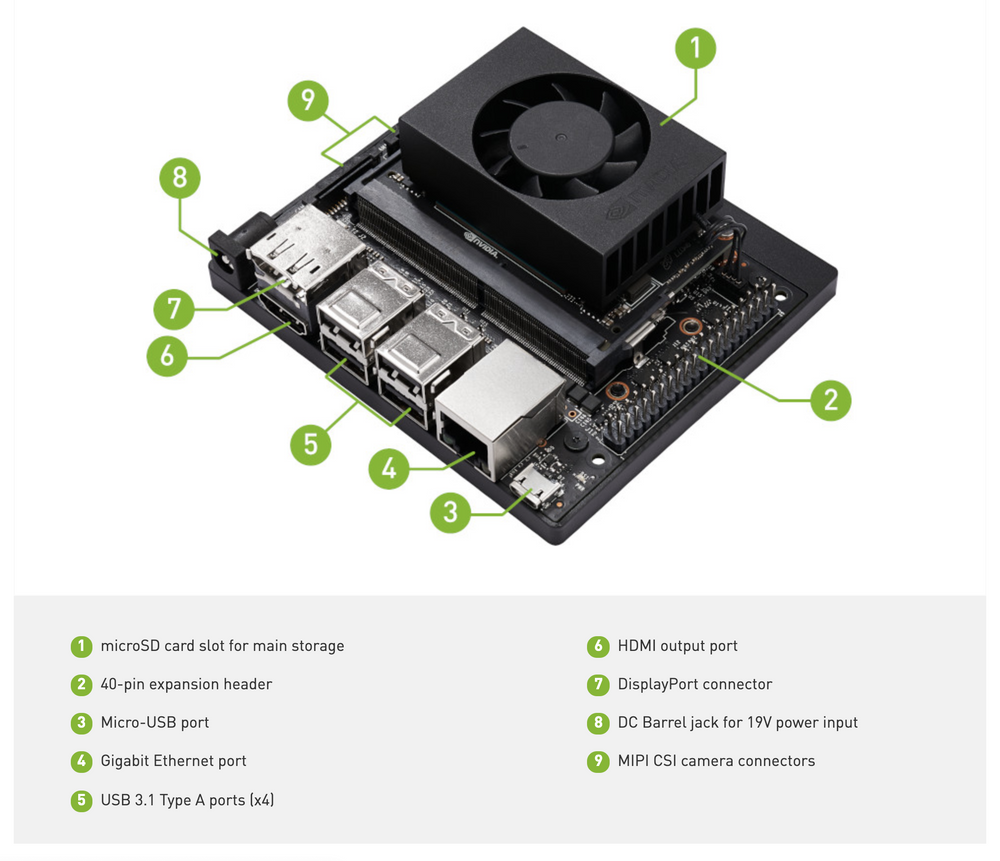 1
9
8
NVIDIA
7
6
2
5
4
3
1 microSD card slot for main storage
2 40-pin expansion header
3 Micro-USB port
4 Gigabit Ethernet port
5 USB 3.1 Type A ports (x4)
6 HDMI output port
7 DisplayPort connector
8 DC Barrel jack for 19V power input
9 MIPI CSI camera connectors